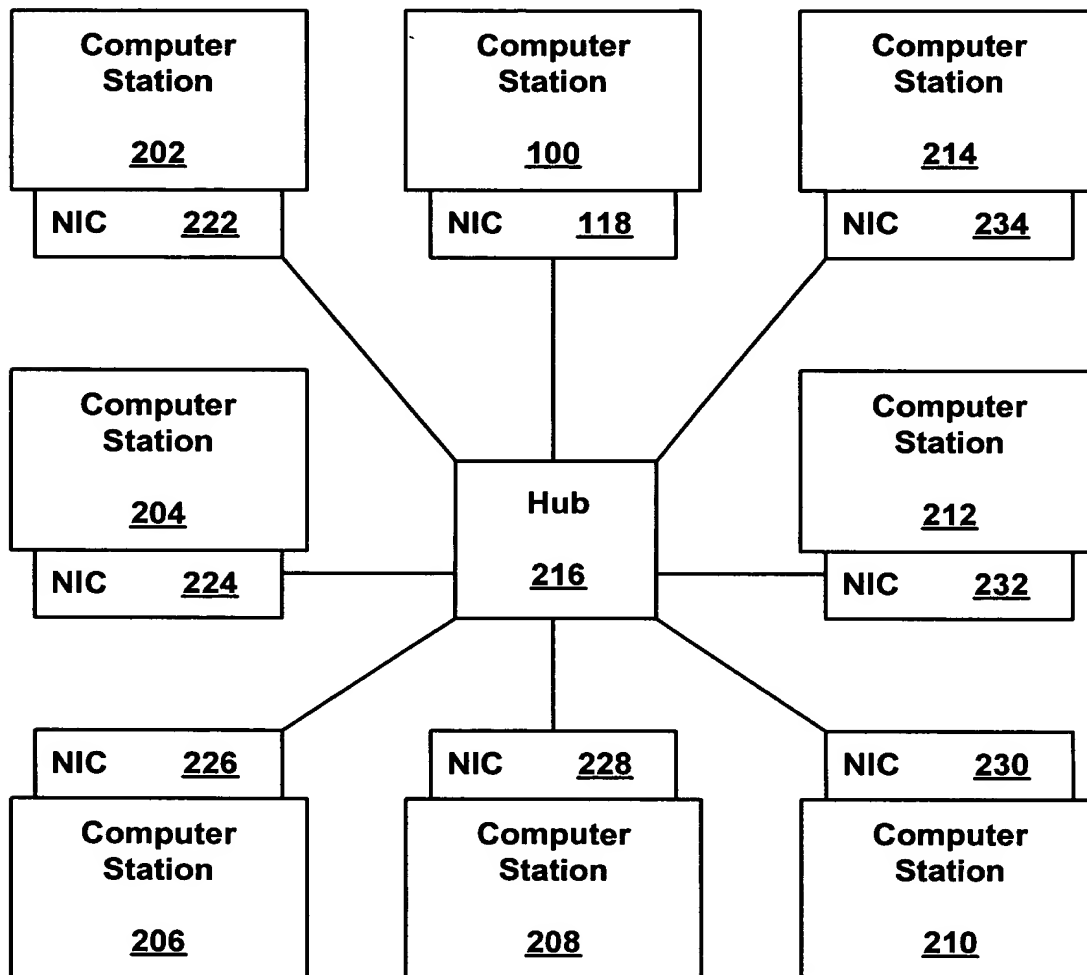 Computer
Station
202
NIC 222
Computer
Station
100
NIC 118
Computer
Station
214
NIC 234
Computer
Station
204
NIC 224
Hub
216
Computer
Station
212
NIC 232
NIC 226
Computer
Station
206
NIC 228
Computer
Station
208
NIC 230
Computer
Station
210